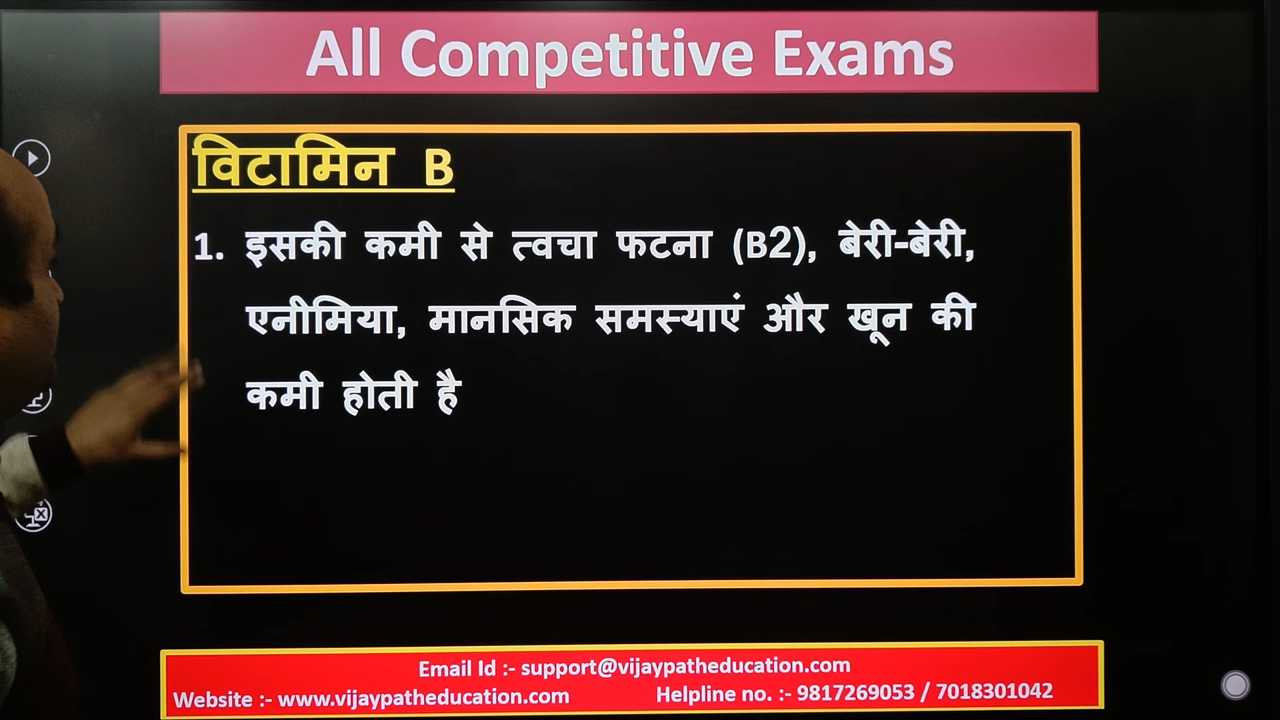 All Competitive Exams
विटामिन B
1. इसकी कमी से त्वचा फटना (B2), बेरी-बेरी,
एनीमिया, मानसिक समस्याएं और खून की
कमी होती है
Email Id :- support@vijaypatheducation.com
Website :- www.vijaypatheducation.com Helpline no. :- 9817269053 / 7018301042